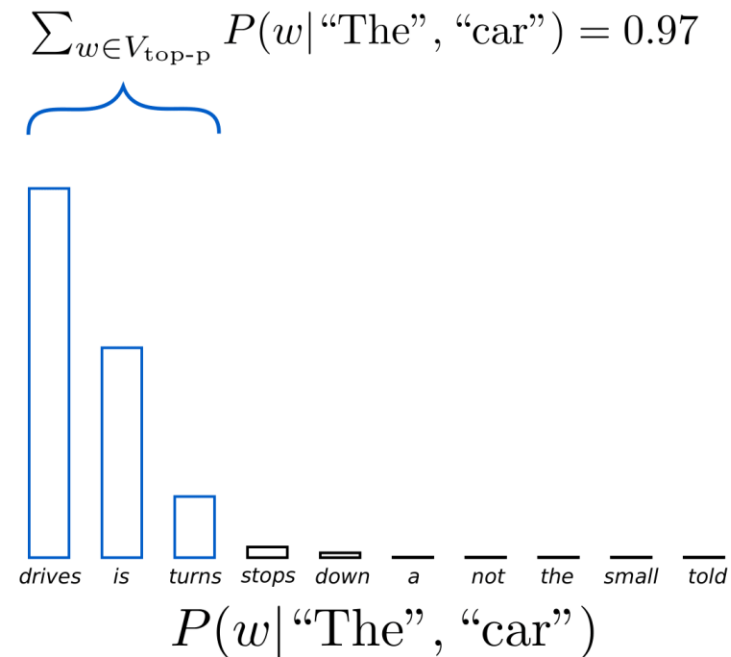 ∑w∈Vtop-p P(w|“The”, “car”) = 0.97
drives is turns stops down a not the small told
P(w|“The”, “car”)